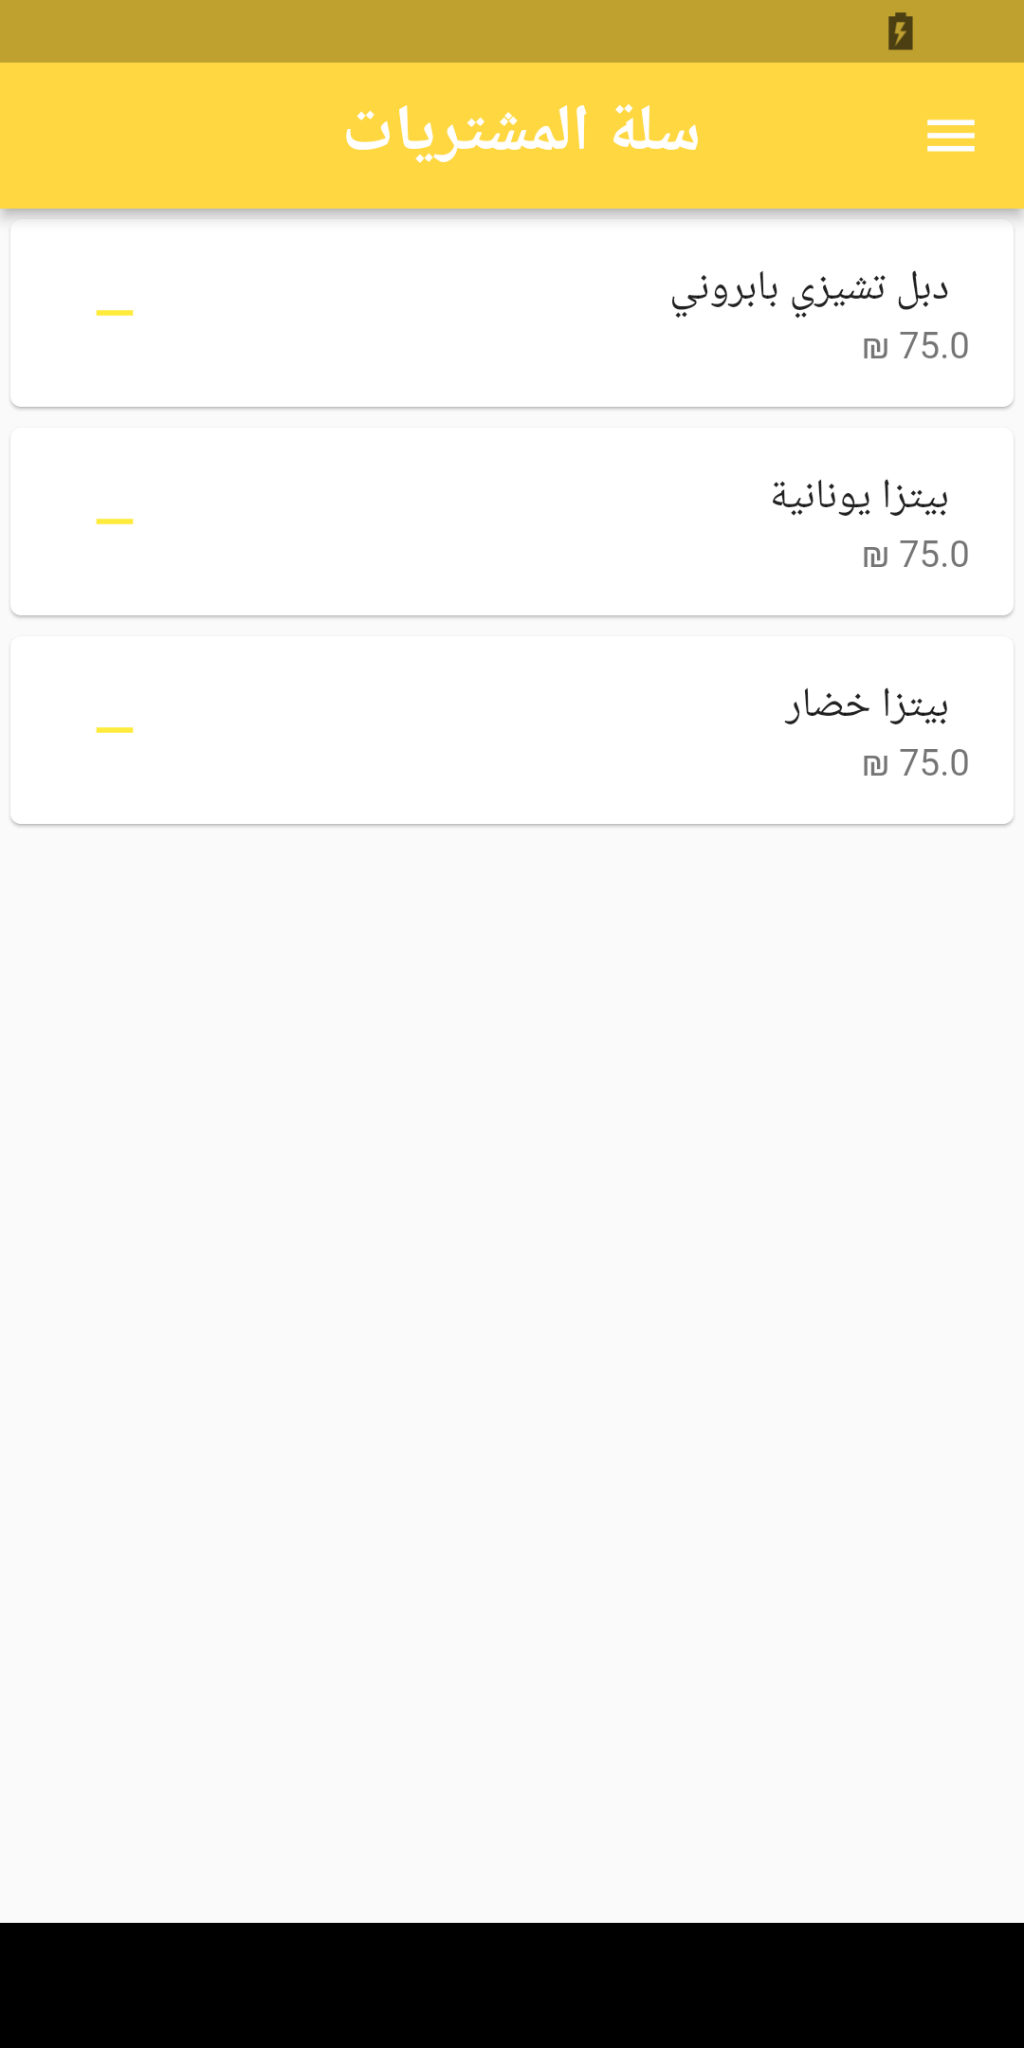 سلة المشتريات
دبل تشيزي بابروني
75.0 ₪
بيتزا يونانية
75.0 ₪
بيتزا خضار
75.0 ₪